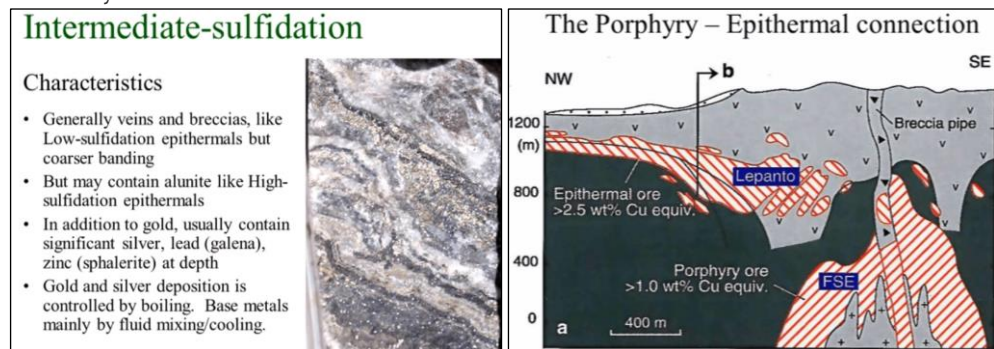 Intermediate-sulfidation
Characteristics
• Generally veins and breccias, like
Low-sulfidation epithermals but
coarser banding
• But may contain alunite like High-
sulfidation epithermals
• In addition to gold, usually contain
significant silver, lead (galena),
zinc (sphalerite) at depth
• Gold and silver deposition is
controlled by boiling. Base metals
mainly by fluid mixing/cooling.
The Porphyry – Epithermal connection
NW
b
SE
1200
(m)
800
400
0
Breccia pipe
Lepanto
Epithermal ore
>2.5 wt% Cu equiv.
Porphyry ore
>1.0 wt% Cu equiv.
FSE
a
400 m